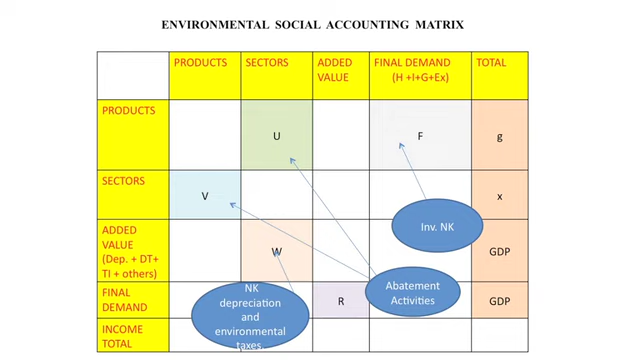 ENVIRONMENTAL SOCIAL ACCOUNTING MATRIX
PRODUCTS
SECTORS
ADDED
VALUE
FINAL DEMAND
(H +I+G+Ex)
TOTAL
PRODUCTS
U
F
g
SECTORS
V
x
Inv. NK
ADDED
VALUE
(Dep. + DT+
TI + others)
W
GDP
Abatement
Activities
FINAL
DEMAND
NK
depreciation
and
environmental
taxes.
R
GDP
INCOME
TOTAL